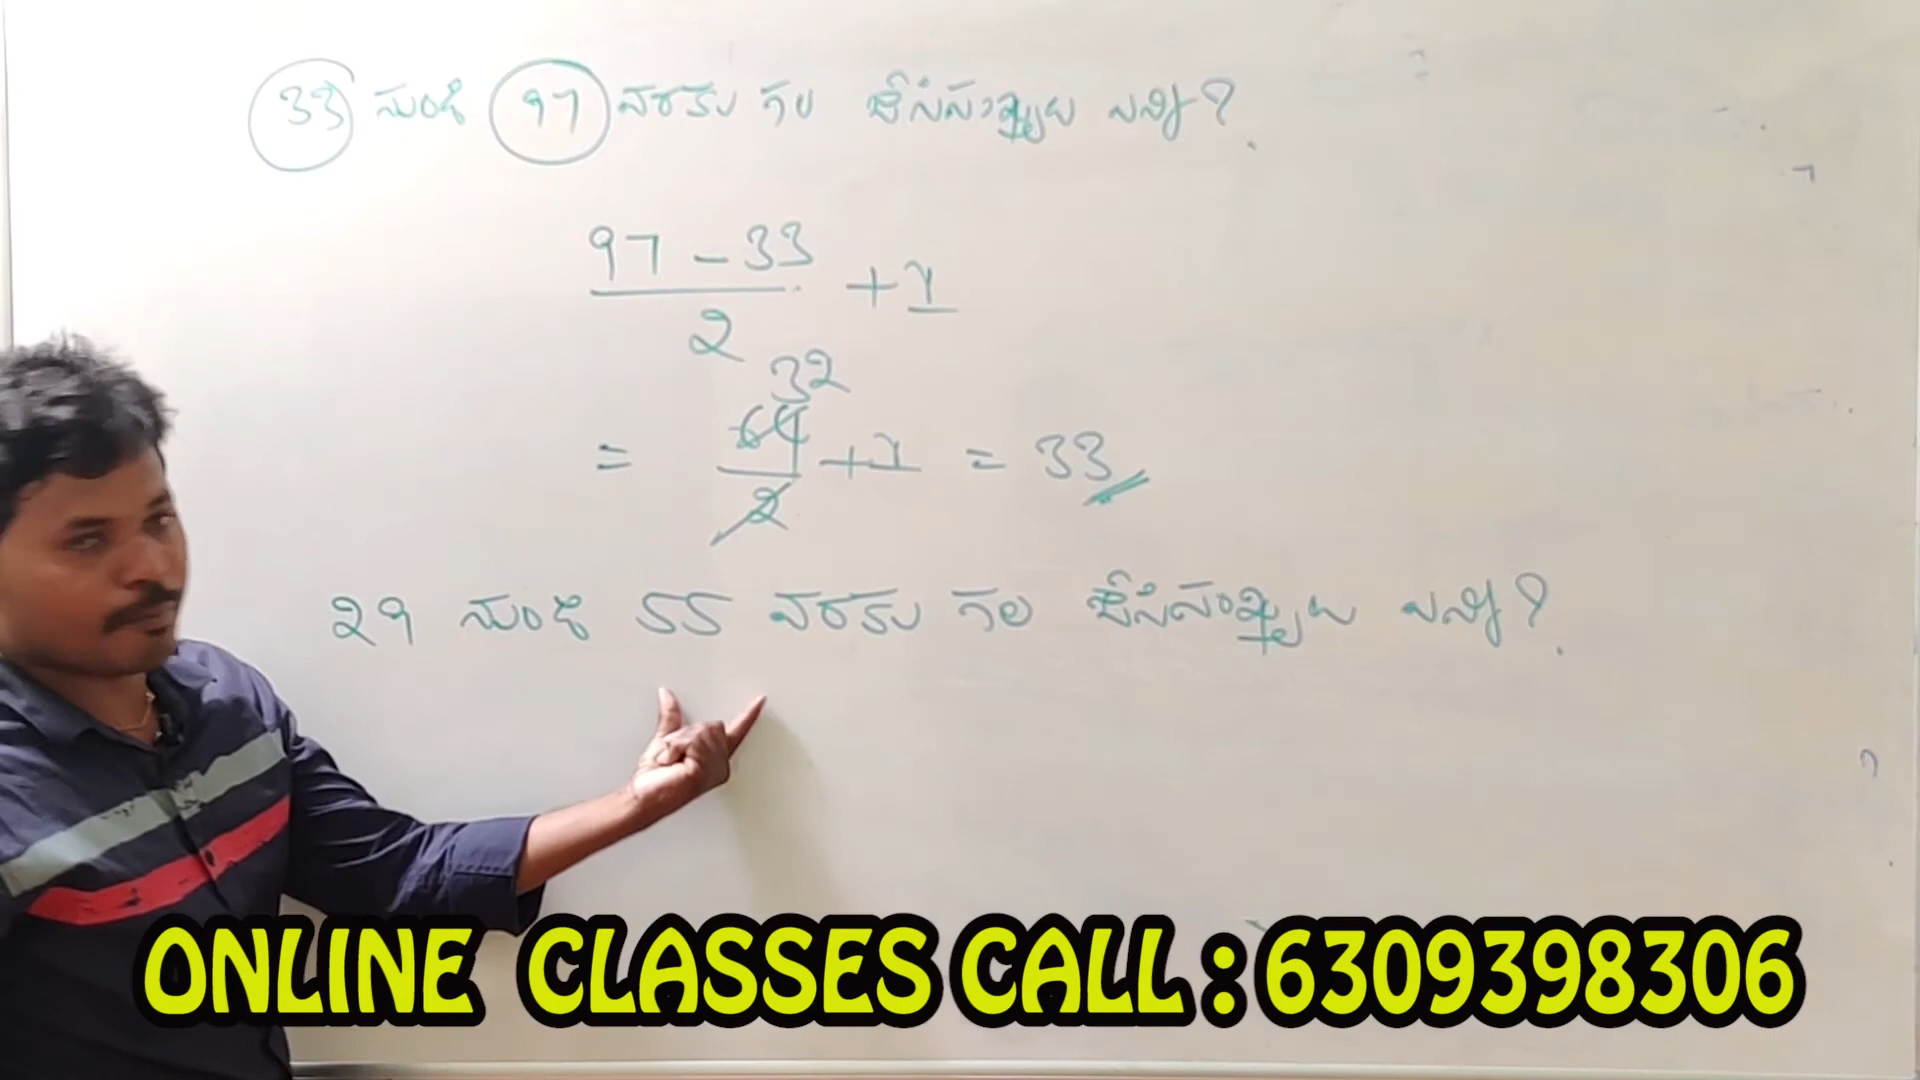 33 నుండి 97 వరకు గల బేసిసంఖ్యలు ఎన్ని?
97 - 33
+ 1
2
32
= 64 + 1 = 33
2
29 నుండి 55 వరకు గల బేసిసంఖ్యలు ఎన్ని?
ONLINE CLASSES CALL : 6309398306